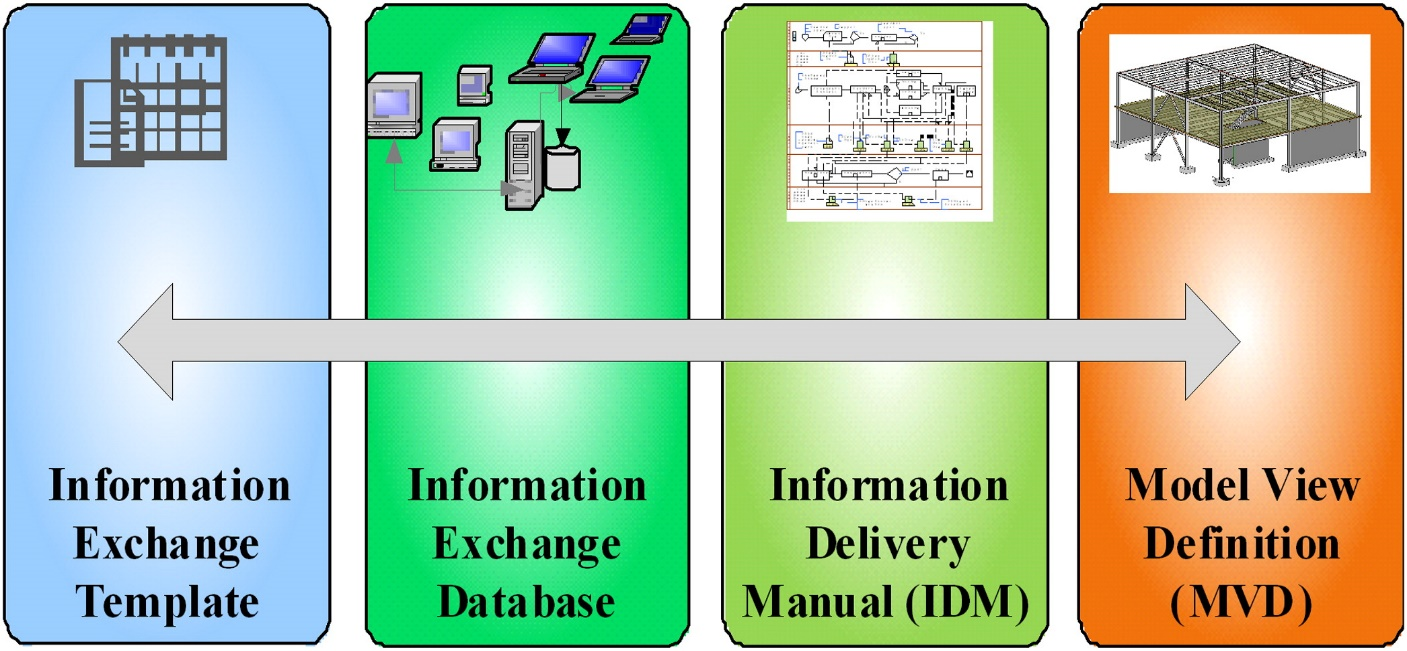 Information
Exchange
Template
Information
Exchange
Database
Information
Delivery
Manual (IDM)
Model View
Definition
(MVD)